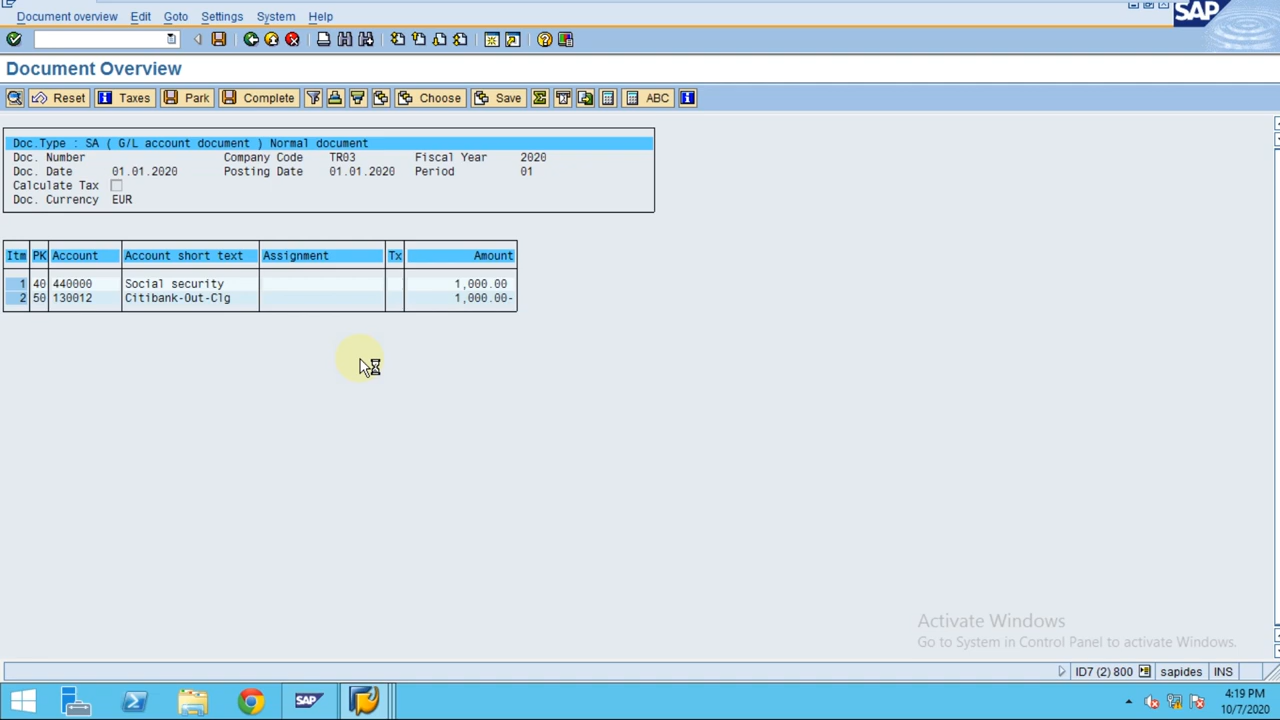 Document overview Edit Goto Settings System Help
SAP
Document Overview
Reset Taxes Park Complete Choose Save ABC
Doc.Type : SA ( G/L account document ) Normal document
Doc. Number Company Code TR03 Fiscal Year 2020
Doc. Date 01.01.2020 Posting Date 01.01.2020 Period 01
Calculate Tax
Doc. Currency EUR
Itm PK Account Account short text Assignment Tx Amount
1 40 440000 Social security 1,000.00
2 50 130012 Citibank-Out-Clg 1,000.00-
Activate Windows
Go to System in Control Panel to activate Windows.
ID7 (2) 800 sapides INS
SAP
4:19 PM
10/7/2020